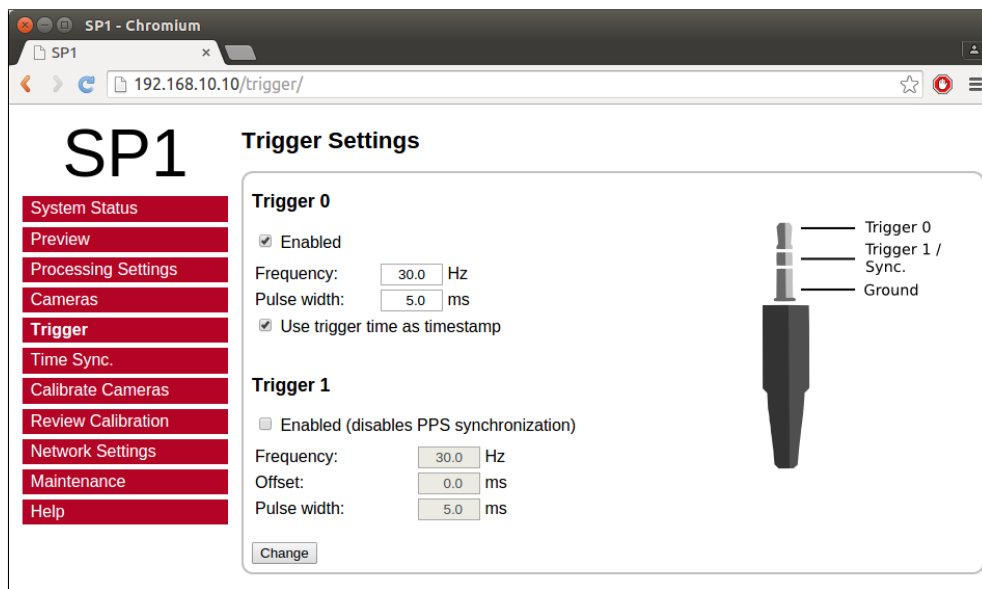 SP1 - Chromium
SP1 ×
192.168.10.10/trigger/
SP1
System Status
Preview
Processing Settings
Cameras
Trigger
Time Sync.
Calibrate Cameras
Review Calibration
Network Settings
Maintenance
Help
Trigger Settings
Trigger 0
Enabled
Frequency: 30.0 Hz
Pulse width: 5.0 ms
Use trigger time as timestamp
Trigger 1
Enabled (disables PPS synchronization)
Frequency: 30.0 Hz
Offset: 0.0 ms
Pulse width: 5.0 ms
Change
Trigger 0
Trigger 1 /
Sync.
Ground